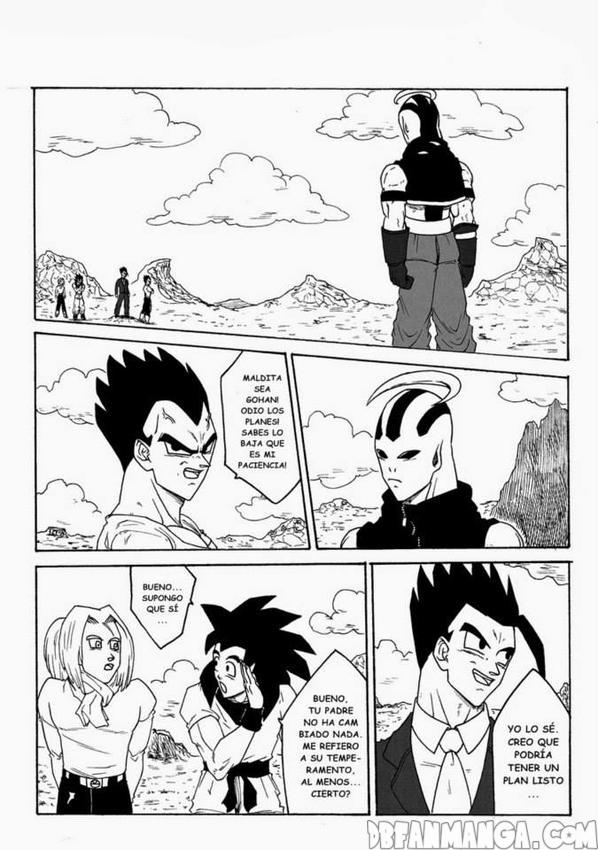 MALDITA
SEA
GOHAN!
ODIO LOS
PLANES!
SABES LO
BAJA QUE
ES MI
PACIENCIA!
BUENO...
SUPONGO
QUE SÍ
...
BUENO,
TU PADRE
NO HA CAM
BIADO NADA.
ME REFIERO
A SU TEMPE-
RAMENTO,
AL MENOS...
CIERTO?
YO LO SÉ.
CREO QUE
PODRÍA
TENER UN
PLAN LISTO
...
DBFANMANGA.COM